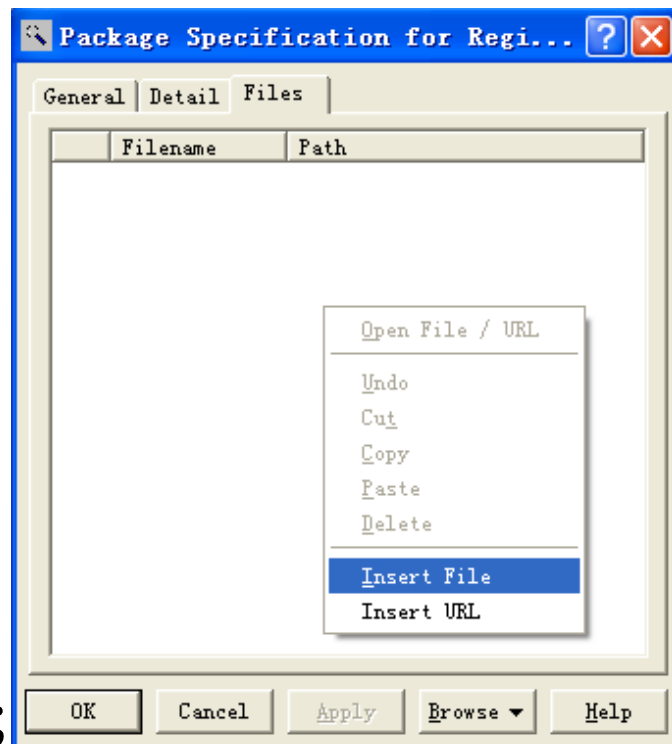 Package Specification for Regi...
General Detail Files
Filename Path
Open File / URL
Undo
Cut
Copy
Paste
Delete
Insert File
Insert URL
OK Cancel Apply Browse Help